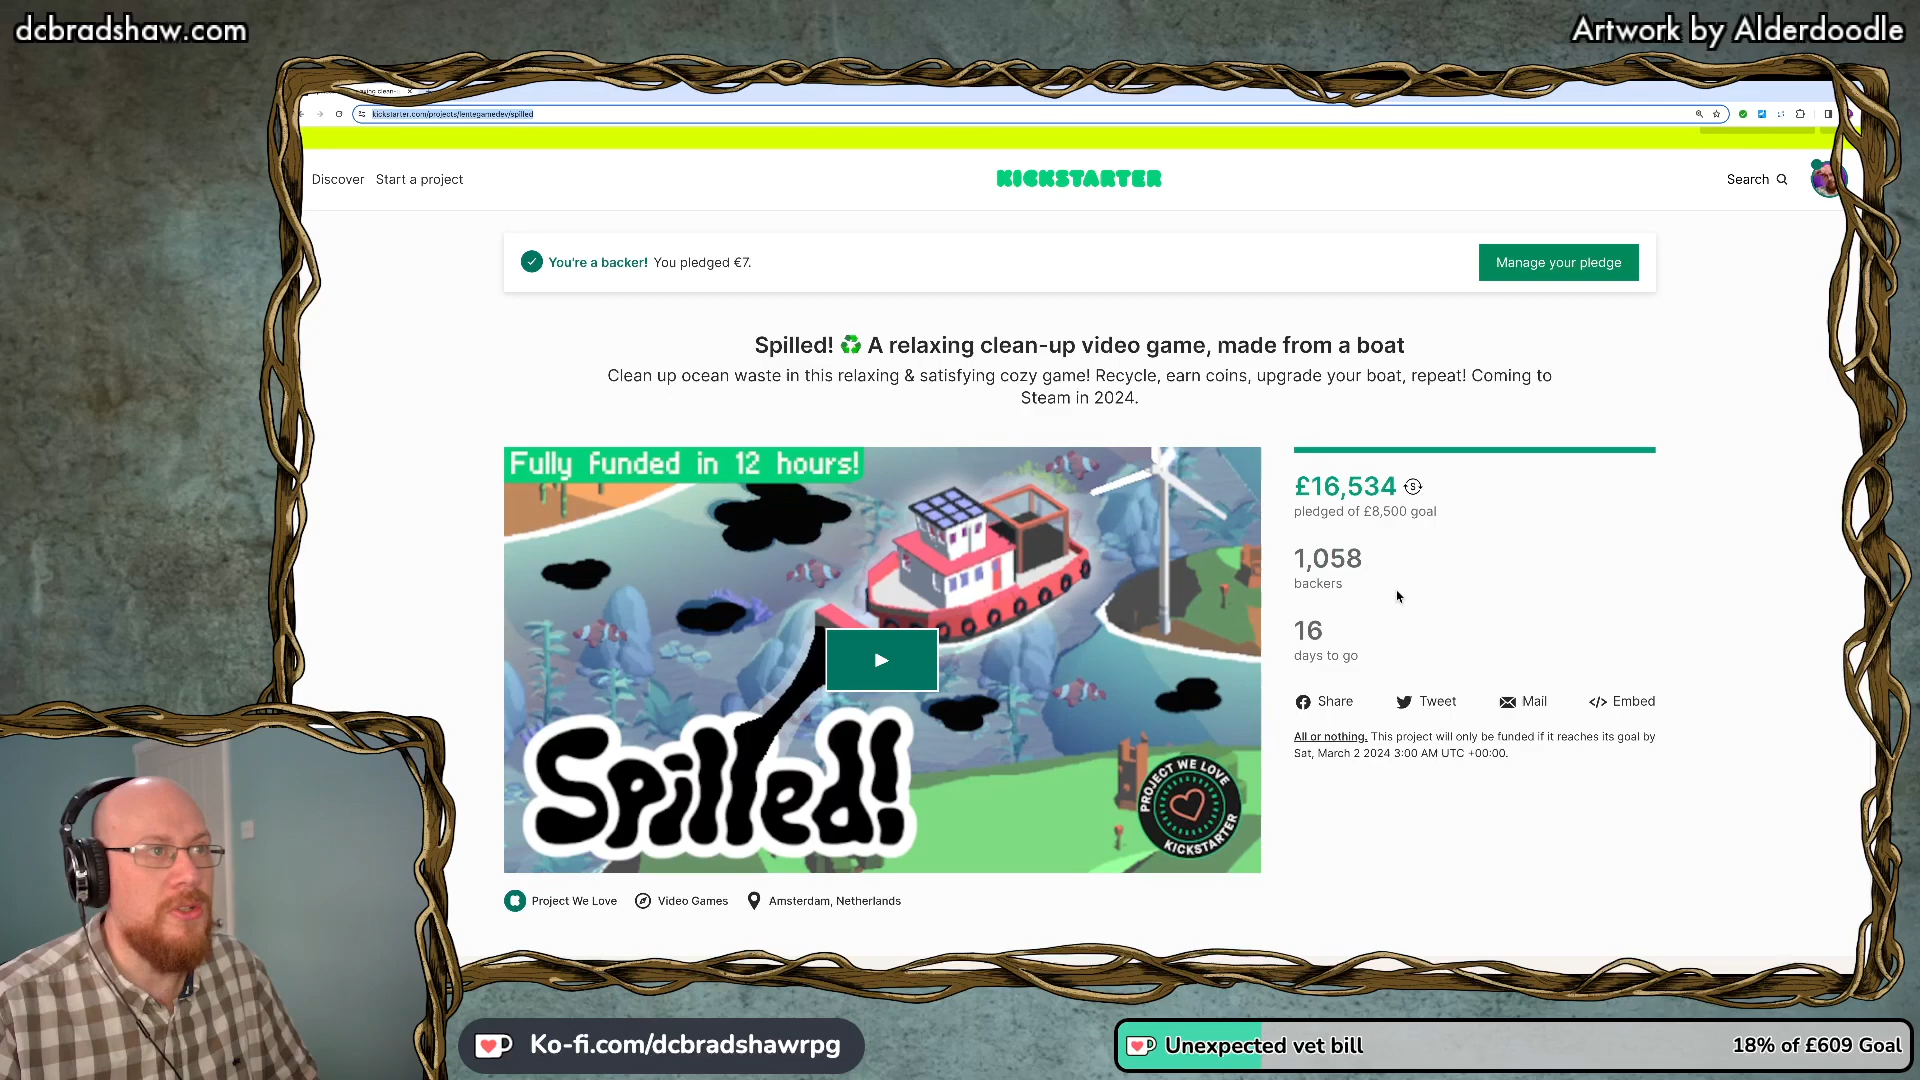 dcbradshaw.com
Artwork by Alderdoodle
kickstarter.com/projects/lentegamedev/spilled
Discover Start a project
KICKSTARTER
Search
You're a backer! You pledged €7.
Manage your pledge
Spilled! ♻ A relaxing clean-up video game, made from a boat
Clean up ocean waste in this relaxing & satisfying cozy game! Recycle, earn coins, upgrade your boat, repeat! Coming to
Steam in 2024.
Fully funded in 12 hours!
Spilled!
PROJECT WE LOVE
KICKSTARTER
£16,534
pledged of £8,500 goal
1,058
backers
16
days to go
Share Tweet Mail Embed
All or nothing. This project will only be funded if it reaches its goal by
Sat, March 2 2024 3:00 AM UTC +00:00.
Project We Love Video Games Amsterdam, Netherlands
Ko-fi.com/dcbradshawrpg
Unexpected vet bill 18% of £609 Goal